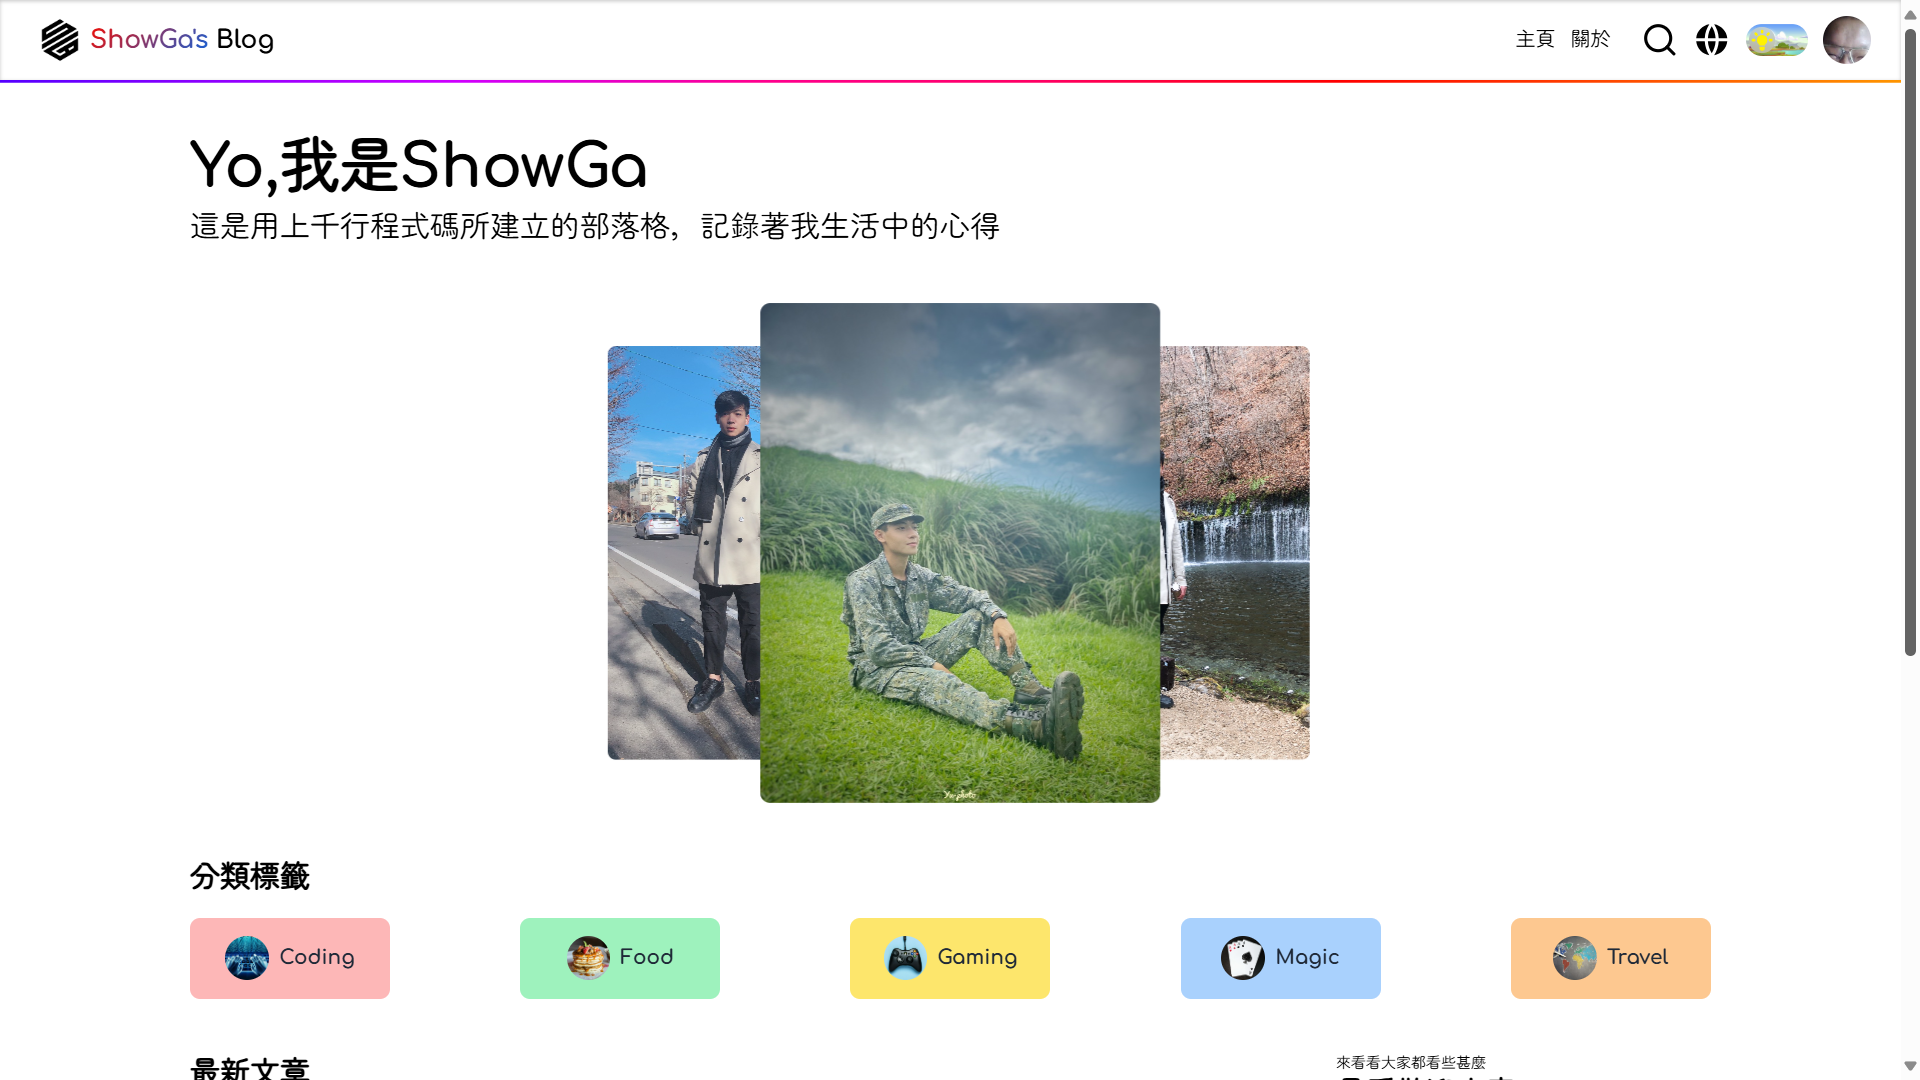 ShowGa's Blog
主頁 關於
Yo,我是ShowGa
這是用上千行程式碼所建立的部落格，記錄著我生活中的心得
Yu-photo
分類標籤
Coding
Food
Gaming
Magic
Travel
最新文章
來看看大家都看些甚麼